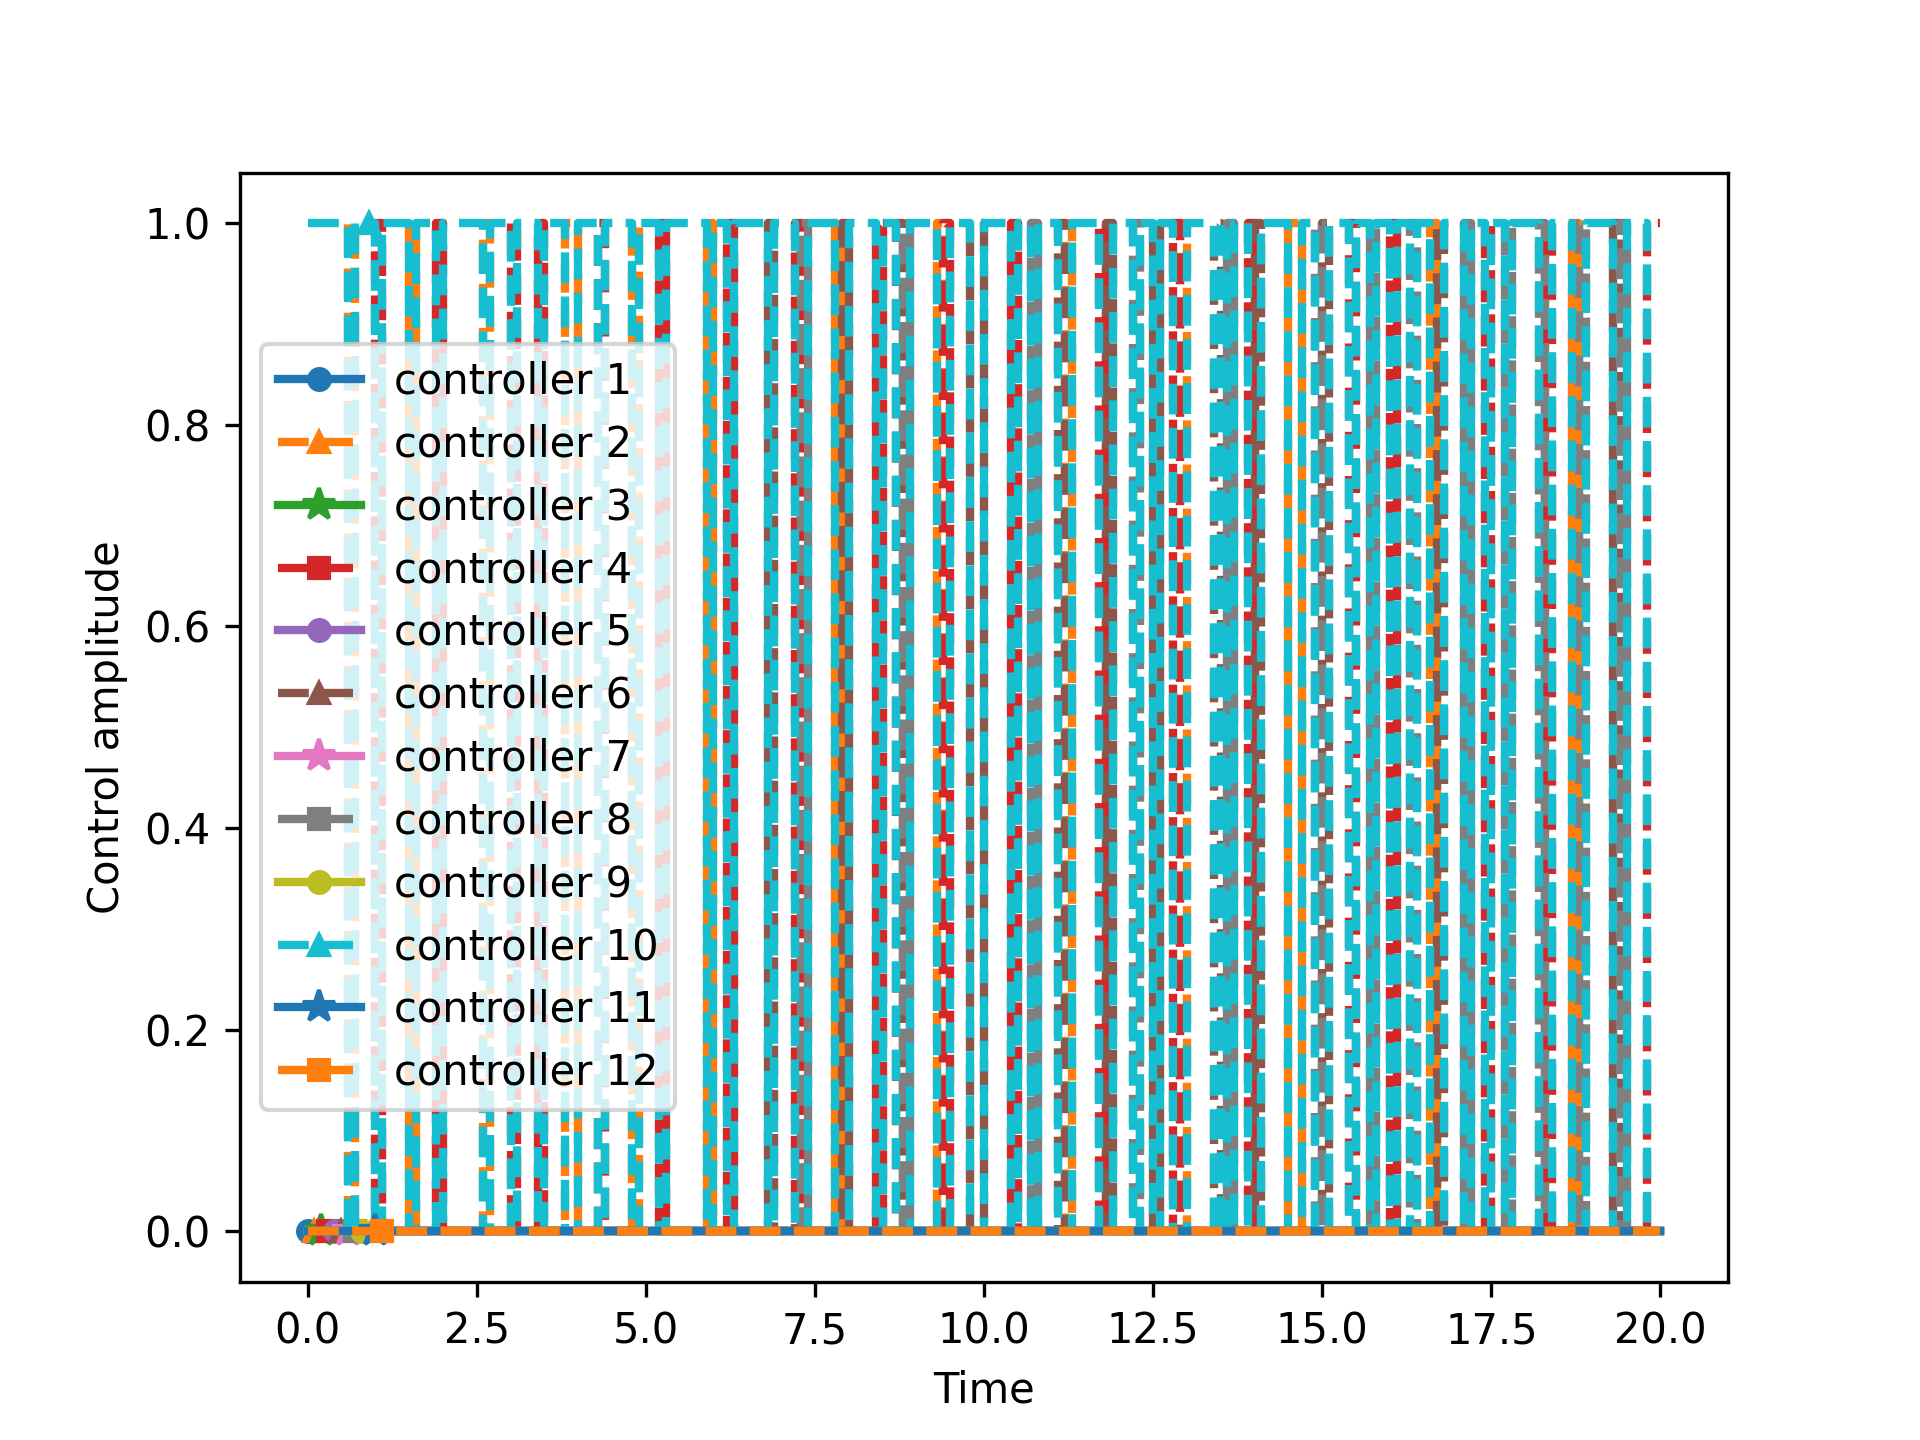 1.0
0.8
0.6
0.4
0.2
0.0
Control amplitude
controller 1
controller 2
controller 3
controller 4
controller 5
controller 6
controller 7
controller 8
controller 9
controller 10
controller 11
controller 12
0.0 2.5 5.0 7.5 10.0 12.5 15.0 17.5 20.0
Time